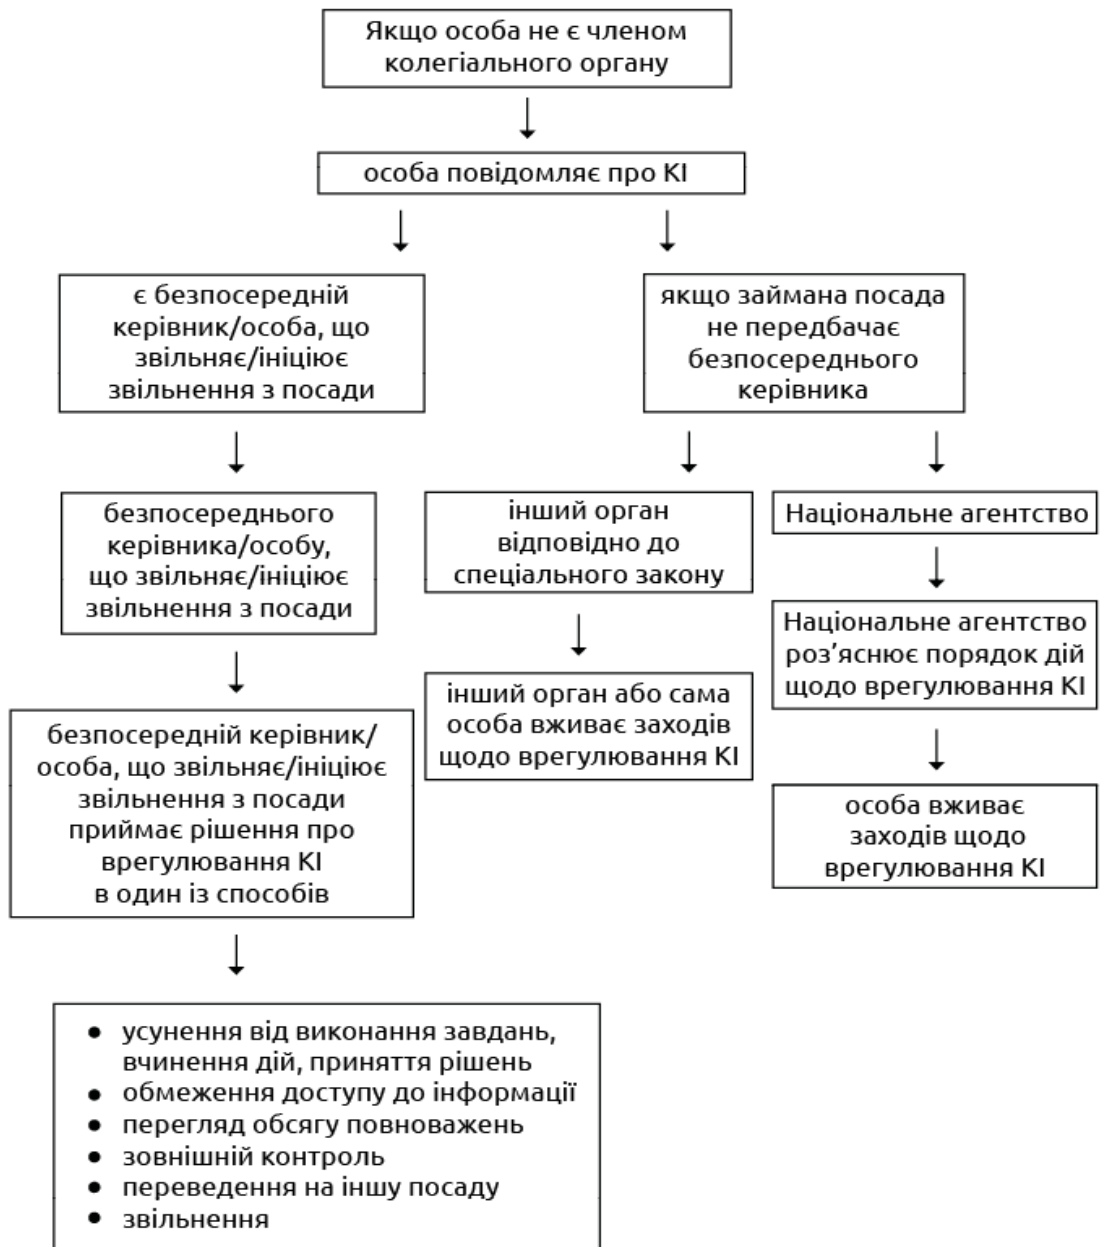 Якщо особа не є членом
колегіального органу
особа повідомляє про КІ
є безпосередній
керівник/особа, що
звільняє/ініціює
звільнення з посади
якщо займана посада
не передбачає
безпосереднього
керівника
безпосереднього
керівника/особу,
що звільняє/ініціює
звільнення з посади
інший орган
відповідно до
спеціального закону
Національне агентство
Національне агентство
роз’яснює порядок дій
щодо врегулювання КІ
інший орган або сама
особа вживає заходів
щодо врегулювання КІ
безпосередній керівник/
особа, що звільняє/ініціює
звільнення з посади
приймає рішення про
врегулювання КІ
в один із способів
особа вживає
заходів щодо
врегулювання КІ
• усунення від виконання завдань,
вчинення дій, приняття рішень
• обмеження доступу до інформації
• перегляд обсягу повноважень
• зовнішній контроль
• переведення на іншу посаду
• звільнення